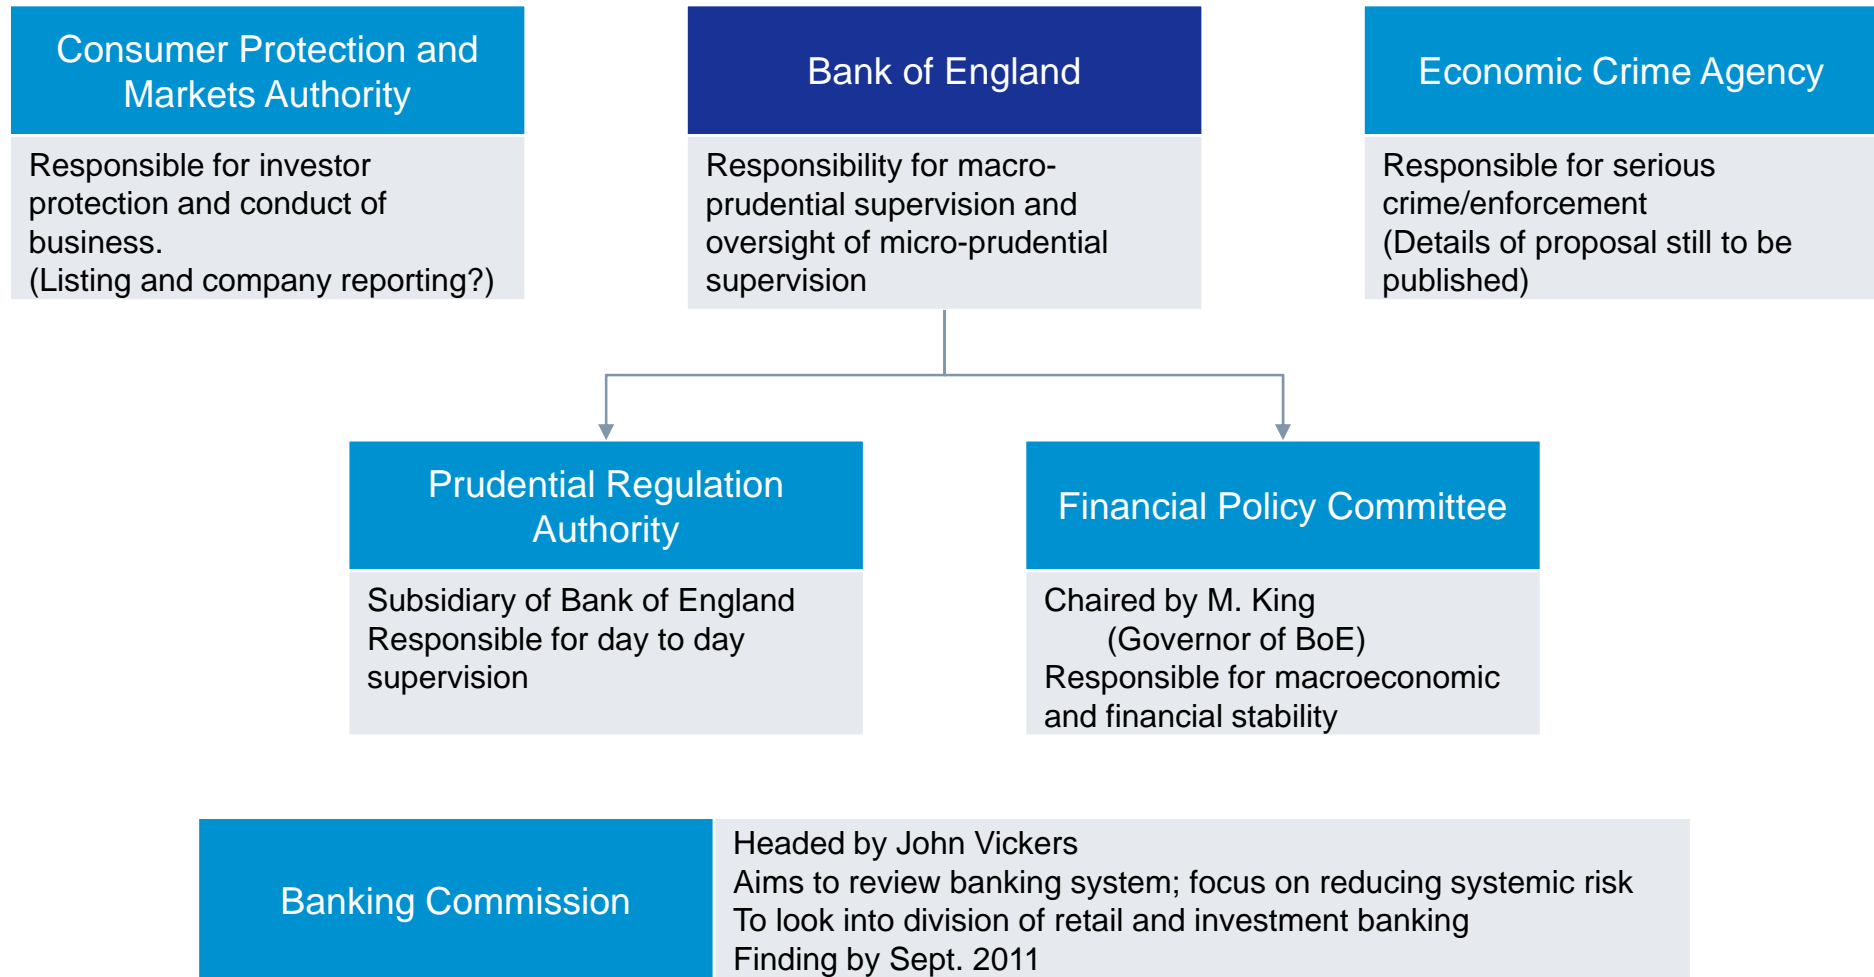 Consumer Protection and
Markets Authority
Responsible for investor
protection and conduct of
business.
(Listing and company reporting?)
Bank of England
Responsibility for macro-
prudential supervision and
oversight of micro-prudential
supervision
Economic Crime Agency
Responsible for serious
crime/enforcement
(Details of proposal still to be
published)
Prudential Regulation
Authority
Subsidiary of Bank of England
Responsible for day to day
supervision
Financial Policy Committee
Chaired by M. King
(Governor of BoE)
Responsible for macroeconomic
and financial stability
Banking Commission
Headed by John Vickers
Aims to review banking system; focus on reducing systemic risk
To look into division of retail and investment banking
Finding by Sept. 2011